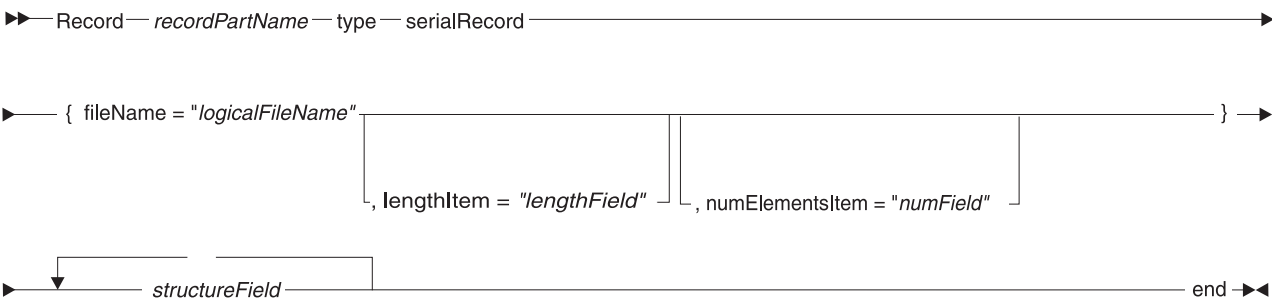 Record recordPartName type serialRecord
{ fileName = "logicalFileName" }
, lengthItem = "lengthField" , numElementsItem = "numField"
structureField end